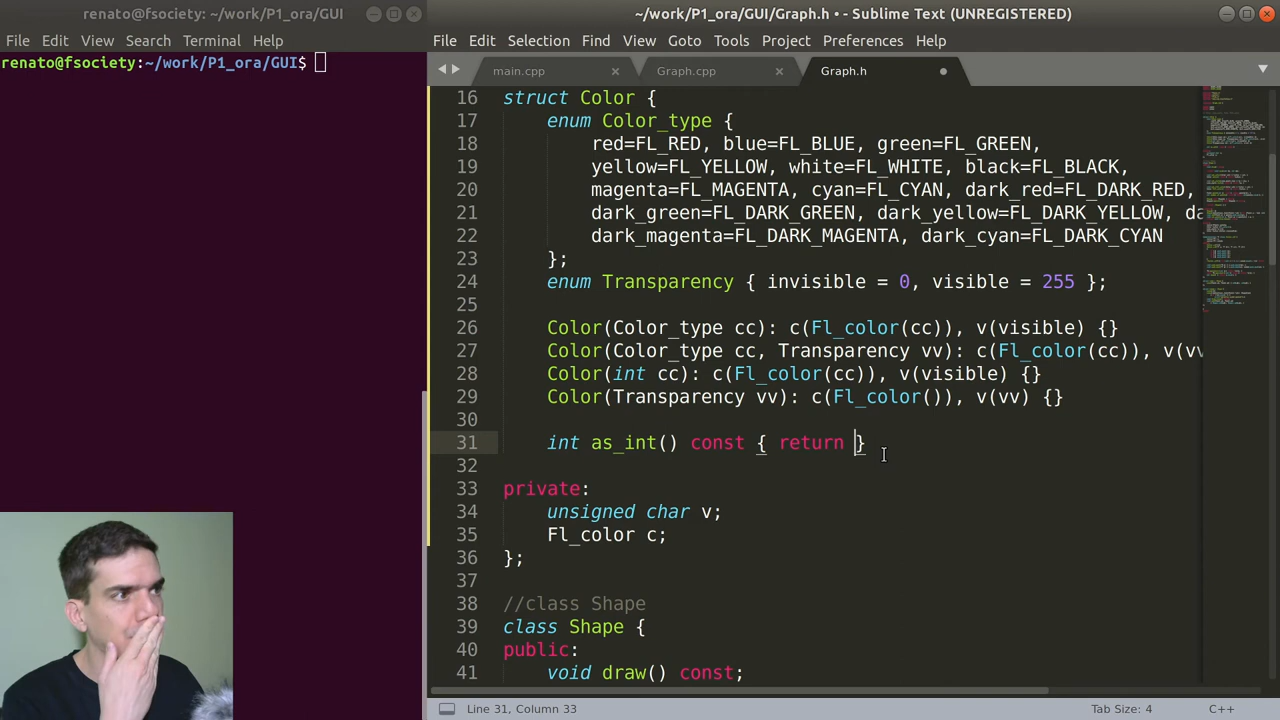 renato@fsociety: ~/work/P1_ora/GUI
File Edit View Search Terminal Help
renato@fsociety:~/work/P1_ora/GUI$
~/work/P1_ora/GUI/Graph.h • - Sublime Text (UNREGISTERED)
File Edit Selection Find View Goto Tools Project Preferences Help
main.cpp Graph.cpp Graph.h
16 struct Color {
17 enum Color_type {
18 red=FL_RED, blue=FL_BLUE, green=FL_GREEN,
19 yellow=FL_YELLOW, white=FL_WHITE, black=FL_BLACK,
20 magenta=FL_MAGENTA, cyan=FL_CYAN, dark_red=FL_DARK_RED,
21 dark_green=FL_DARK_GREEN, dark_yellow=FL_DARK_YELLOW, da
22 dark_magenta=FL_DARK_MAGENTA, dark_cyan=FL_DARK_CYAN
23 };
24 enum Transparency { invisible = 0, visible = 255 };
25
26 Color(Color_type cc): c(Fl_color(cc)), v(visible) {}
27 Color(Color_type cc, Transparency vv): c(Fl_color(cc)), v(vv
28 Color(int cc): c(Fl_color(cc)), v(visible) {}
29 Color(Transparency vv): c(Fl_color()), v(vv) {}
30
31 int as_int() const { return }
32
33 private:
34 unsigned char v;
35 Fl_color c;
36 };
37
38 //class Shape
39 class Shape {
40 public:
41 void draw() const;
Line 31, Column 33 Tab Size: 4 C++